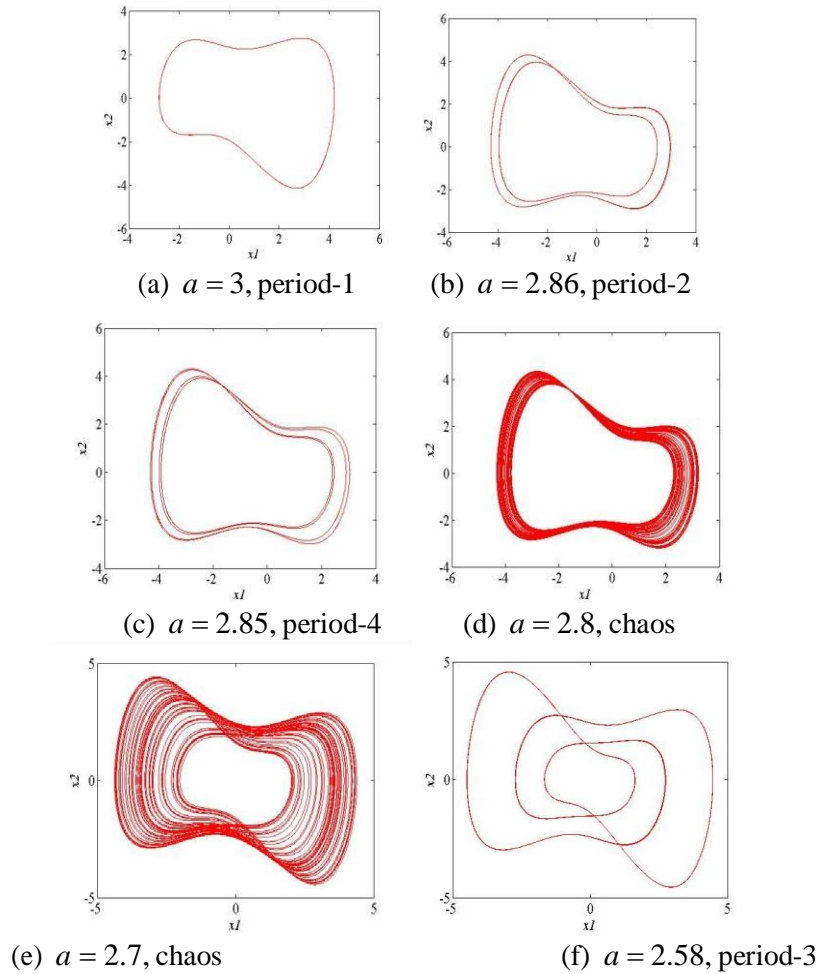 4
2
0
-2
-4
-6
-4 -2 0 2 4 6
x1
x2
6
4
2
0
-2
-4
-6 -4 -2 0 2 4
x1
x2
(a) a = 3, period-1 (b) a = 2.86, period-2
6
4
2
0
-2
-4
-6 -4 -2 0 2 4
x1
x2
6
4
2
0
-2
-4
-6 -4 -2 0 2 4
x1
x2
(c) a = 2.85, period-4 (d) a = 2.8, chaos
5
0
-5
-5 0 5
x1
x2
5
0
-5
-5 0 5
x1
x2
(e) a = 2.7, chaos (f) a = 2.58, period-3